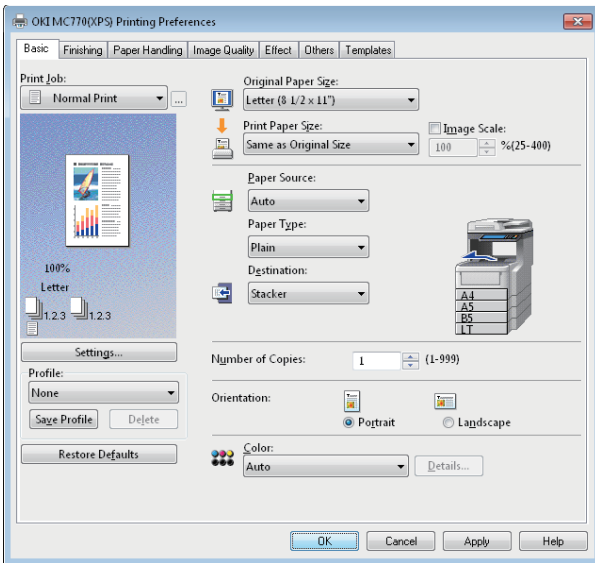 OKI MC770(XPS) Printing Preferences
Basic Finishing Paper Handling Image Quality Effect Others Templates
Print Job:
Normal Print ...
100%
Letter
1.2.3 1.2.3
Settings...
Profile:
None
Save Profile Delete
Restore Defaults
Original Paper Size:
Letter (8 1/2 x 11")
Print Paper Size:
Same as Original Size
Image Scale:
100 %(25-400)
Paper Source:
Auto
Paper Type:
Plain
Destination:
Stacker
A4
A5
B5
LT
Number of Copies: 1 (1-999)
Orientation:
Portrait Landscape
Color:
Auto Details...
OK Cancel Apply Help